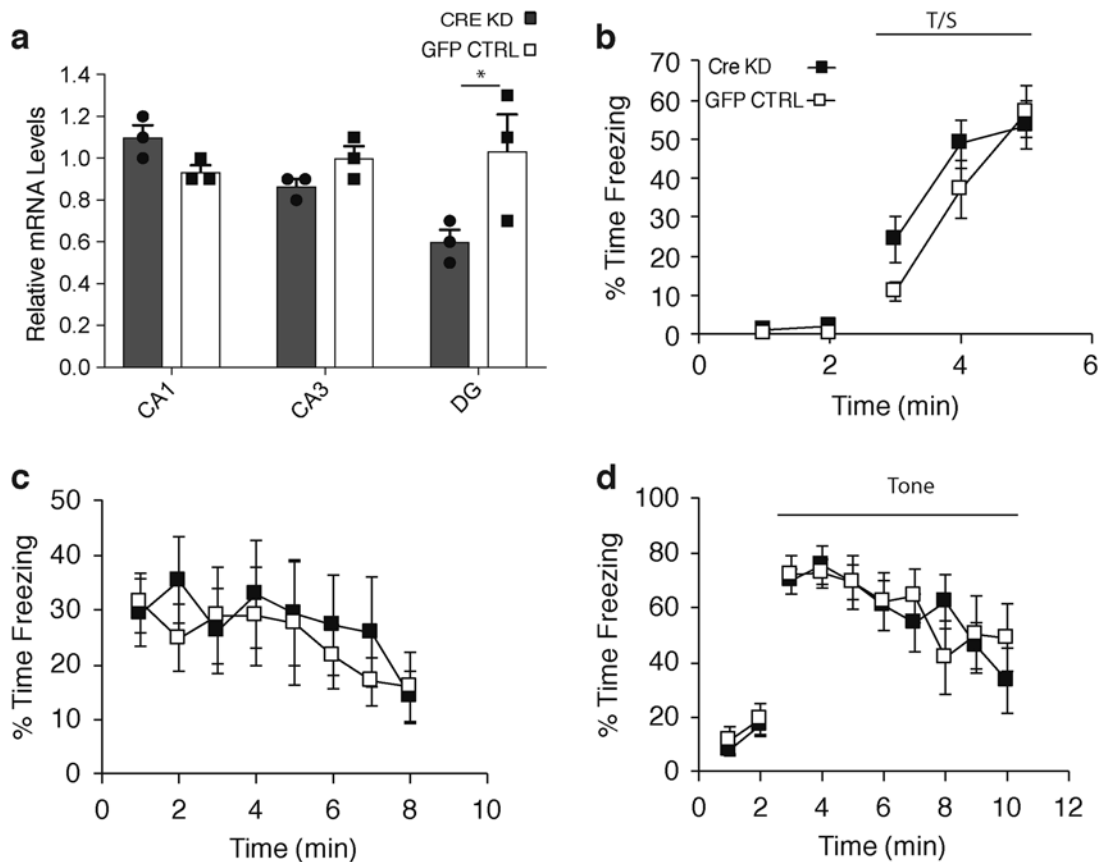 a
CRE KD
GFP CTRL
*
Relative mRNA Levels
1.4
1.2
1.0
0.8
0.6
0.4
0.2
0.0
CA1
CA3
DG
b
T/S
Cre KD
GFP CTRL
% Time Freezing
70
60
50
40
30
20
10
0
0 2 4 6
Time (min)
c
% Time Freezing
50
40
30
20
10
0
0 2 4 6 8 10
Time (min)
d
Tone
% Time Freezing
100
80
60
40
20
0
0 2 4 6 8 10 12
Time (min)